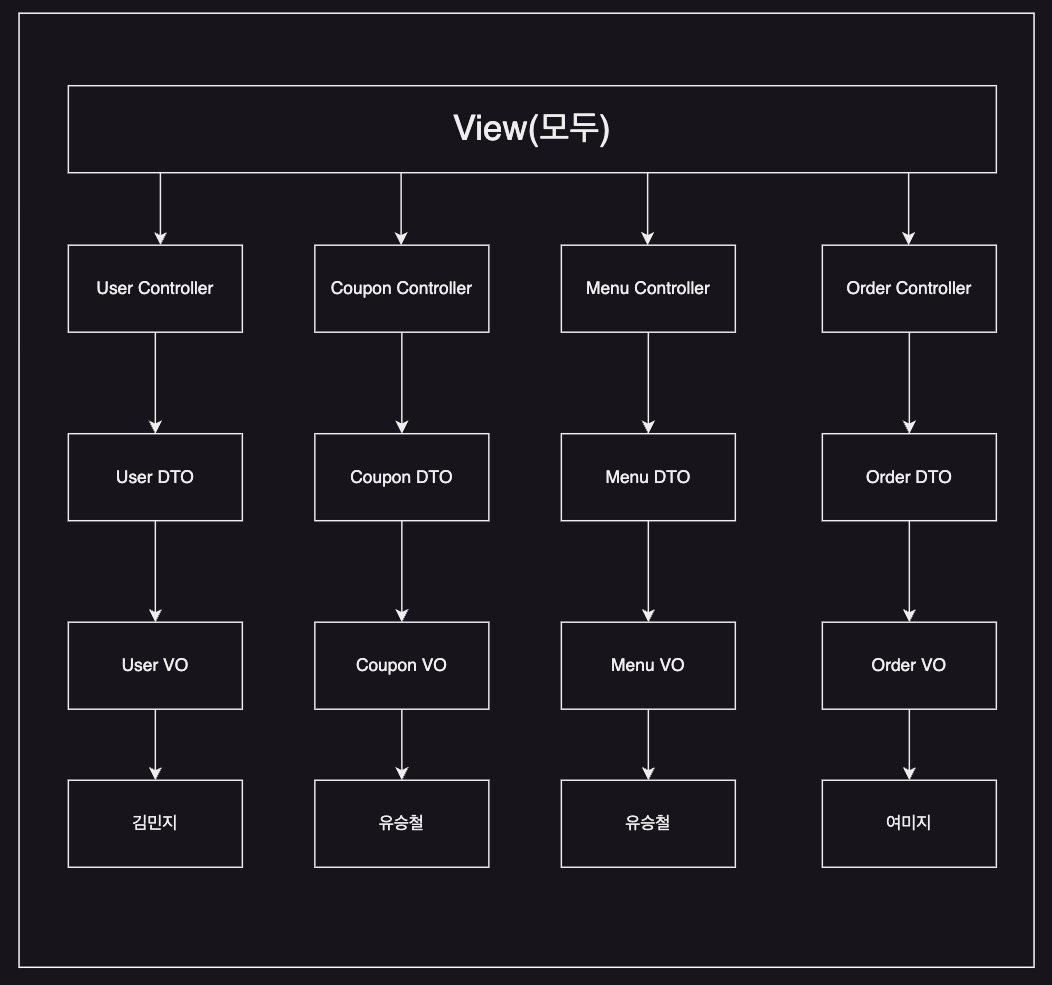 View(모두)
User Controller
Coupon Controller
Menu Controller
Order Controller
User DTO
Coupon DTO
Menu DTO
Order DTO
User VO
Coupon VO
Menu VO
Order VO
김민지
유승철
유승철
여미지